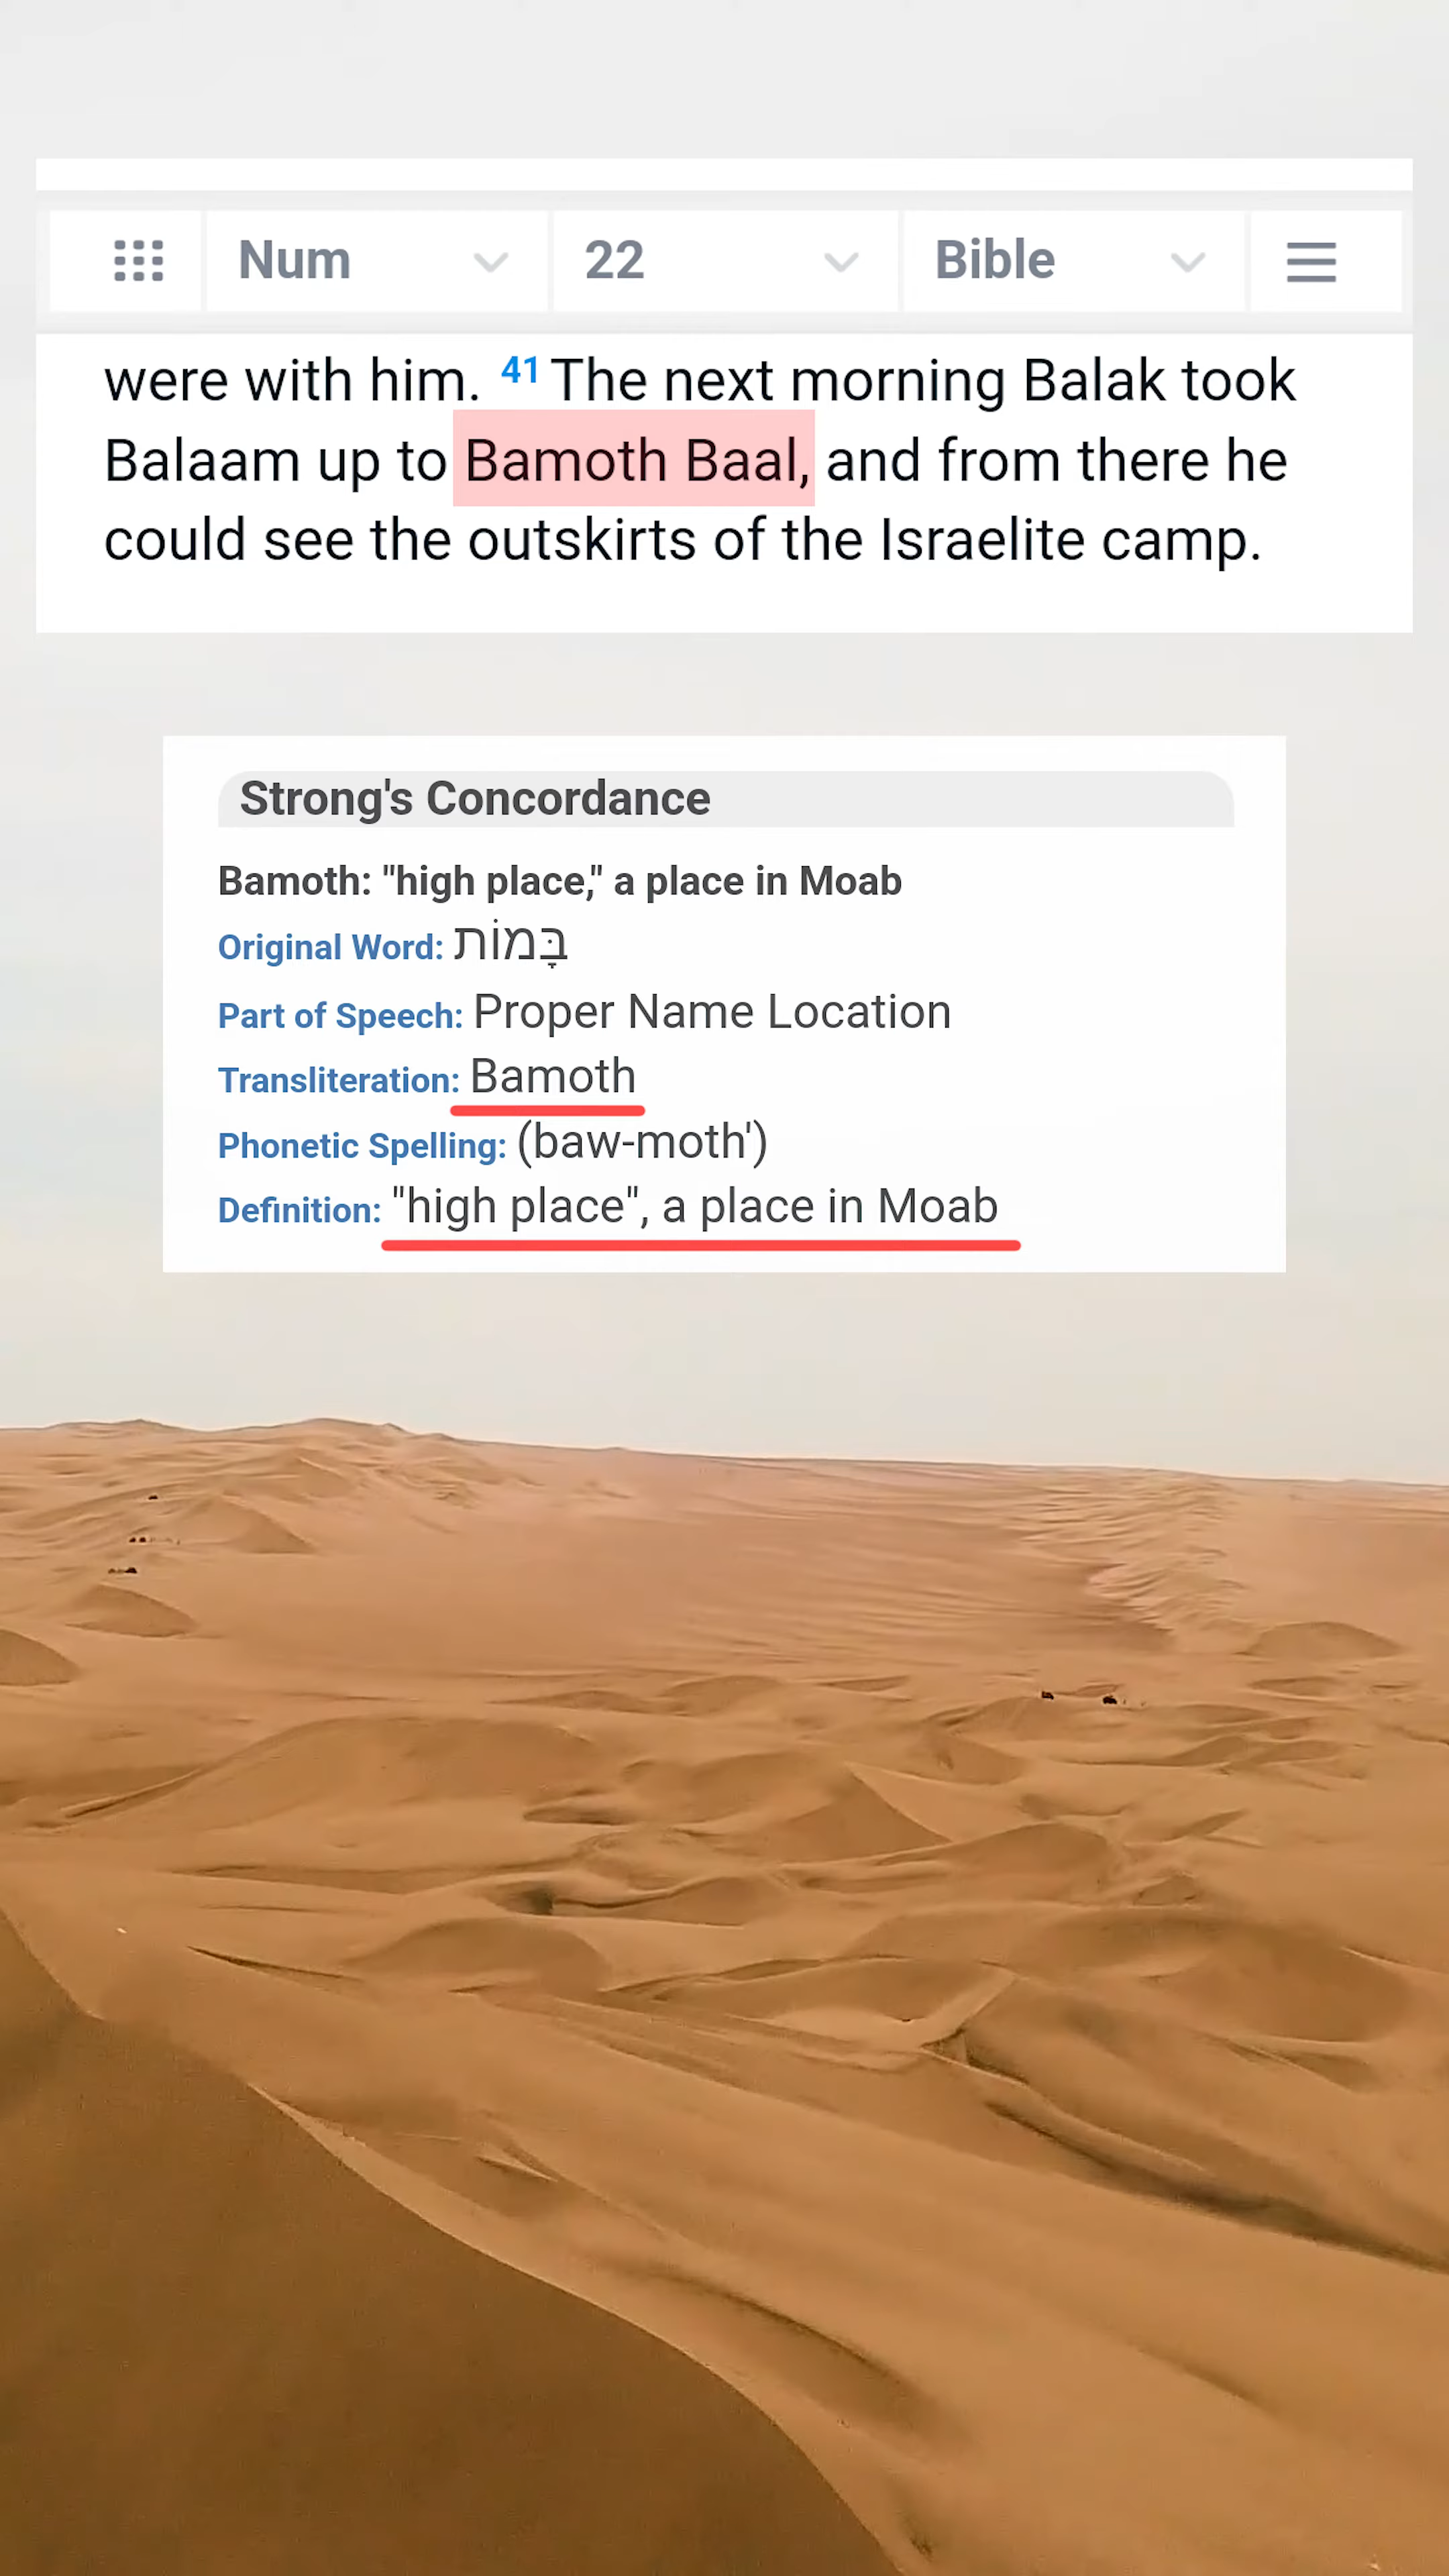 Num 22 Bible
were with him. 41 The next morning Balak took
Balaam up to Bamoth Baal, and from there he
could see the outskirts of the Israelite camp.
Strong's Concordance
Bamoth: "high place," a place in Moab
Original Word: בָּמוֹת
Part of Speech: Proper Name Location
Transliteration: Bamoth
Phonetic Spelling: (baw-moth')
Definition: "high place", a place in Moab